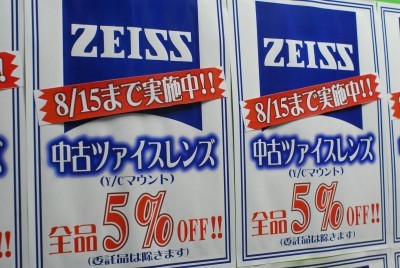 ZEISS
8/15まで実施中!!
中古ツァイスレンズ
(Y/Cマウント)
全品5%OFF!!
(委託品は除きます)
ZEISS
8/15まで実施中!!
中古ツァイスレンズ
(Y/Cマウント)
全品5%OFF!!
(委託品は除きます)
!!